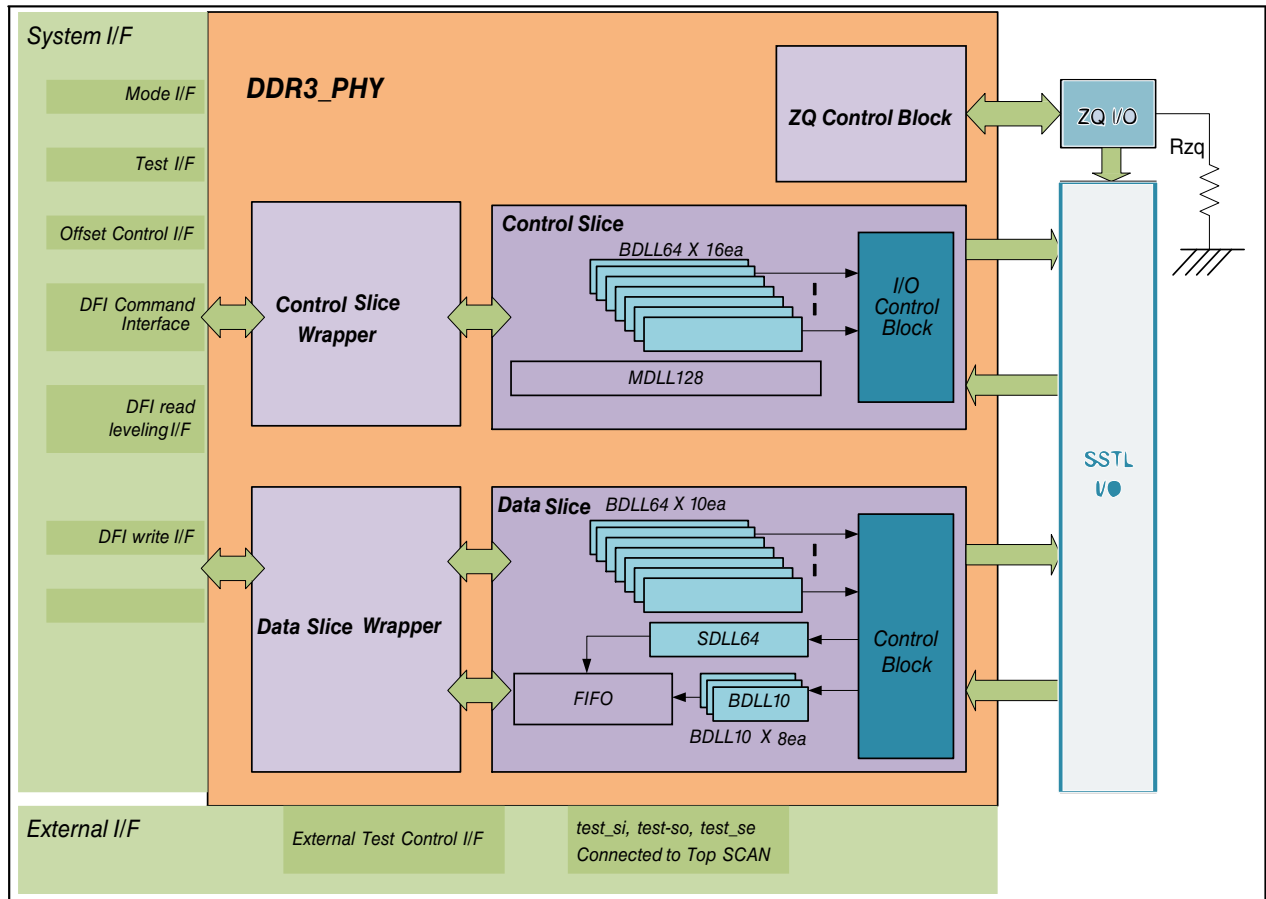 System I/F
Mode I/F
Test I/F
Offset Control I/F
DFI Command
Interface
DFI read
leveling I/F
DFI write I/F
DDR3_PHY
ZQ Control Block
ZQ I/O
Rzq
Control Slice
Wrapper
Control Slice
BDLL64 X 16ea
MDLL128
I/O
Control
Block
SSTL
I/O
Data Slice Wrapper
Data Slice
BDLL64 X 10ea
SDLL64
FIFO
BDLL10
BDLL10 X 8ea
Control
Block
External I/F
External Test Control I/F
test_si, test-so, test_se
Connected to Top SCAN